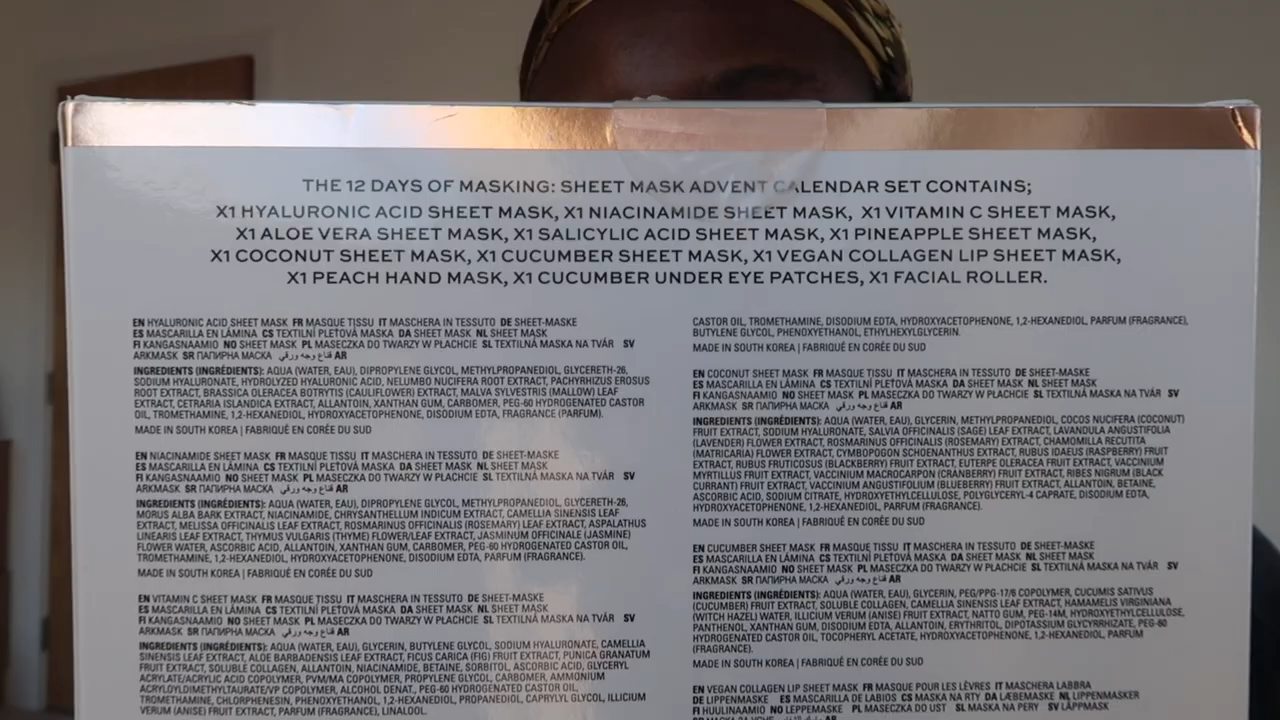 THE 12 DAYS OF MASKING: SHEET MASK ADVENT CALENDAR SET CONTAINS;
X1 HYALURONIC ACID SHEET MASK, X1 NIACINAMIDE SHEET MASK, X1 VITAMIN C SHEET MASK,
X1 ALOE VERA SHEET MASK, X1 SALICYLIC ACID SHEET MASK, X1 PINEAPPLE SHEET MASK,
X1 COCONUT SHEET MASK, X1 CUCUMBER SHEET MASK, X1 VEGAN COLLAGEN LIP SHEET MASK,
X1 PEACH HAND MASK, X1 CUCUMBER UNDER EYE PATCHES, X1 FACIAL ROLLER.
EN HYALURONIC ACID SHEET MASK FR MASQUE TISSU IT MASCHERA IN TESSUTO DE SHEET-MASKE
ES MASCARILLA EN LÁMINA CS TEXTILNÍ PLEŤOVÁ MASKA DA SHEET MASK NL SHEET MASK
FI KANGASNAAMIO NO SHEET MASK PL MASECZKA DO TWARZY W PŁACHCIE SL TEXTILNÁ MASKA NA TVÁR SV
ARKMASK SR ПАПИРНА МАСКА قناع وجه ورقي AR
INGREDIENTS (INGRÉDIENTS): AQUA (WATER, EAU), DIPROPYLENE GLYCOL, METHYLPROPANEDIOL, GLYCERETH-26,
SODIUM HYALURONATE, HYDROLYZED HYALURONIC ACID, NELUMBO NUCIFERA ROOT EXTRACT, PACHYRHIZUS EROSUS
ROOT EXTRACT, BRASSICA OLERACEA BOTRYTIS (CAULIFLOWER) EXTRACT, MALVA SYLVESTRIS (MALLOW) LEAF
EXTRACT, CETRARIA ISLANDICA EXTRACT, ALLANTOIN, XANTHAN GUM, CARBOMER, PEG-60 HYDROGENATED CASTOR
OIL, TROMETHAMINE, 1,2-HEXANEDIOL, HYDROXYACETOPHENONE, DISODIUM EDTA, FRAGRANCE (PARFUM).
MADE IN SOUTH KOREA | FABRIQUÉ EN CORÉE DU SUD
EN NIACINAMIDE SHEET MASK FR MASQUE TISSU IT MASCHERA IN TESSUTO DE SHEET-MASKE
ES MASCARILLA EN LÁMINA CS TEXTILNÍ PLEŤOVÁ MASKA DA SHEET MASK NL SHEET MASK
FI KANGASNAAMIO NO SHEET MASK PL MASECZKA DO TWARZY W PŁACHCIE SL TEXTILNÁ MASKA NA TVÁR SV
ARKMASK SR ПАПИРНА МАСКА قناع وجه ورقي AR
INGREDIENTS (INGRÉDIENTS): AQUA (WATER, EAU), DIPROPYLENE GLYCOL, METHYLPROPANEDIOL, GLYCERETH-26,
MORUS ALBA BARK EXTRACT, NIACINAMIDE, CHRYSANTHELLUM INDICUM EXTRACT, CAMELLIA SINENSIS LEAF
EXTRACT, MELISSA OFFICINALIS LEAF EXTRACT, ROSMARINUS OFFICINALIS (ROSEMARY) LEAF EXTRACT, ASPALATHUS
LINEARIS LEAF EXTRACT, THYMUS VULGARIS (THYME) FLOWER/LEAF EXTRACT, JASMINUM OFFICINALE (JASMINE)
FLOWER WATER, ASCORBIC ACID, ALLANTOIN, XANTHAN GUM, CARBOMER, PEG-60 HYDROGENATED CASTOR OIL,
TROMETHAMINE, 1,2-HEXANEDIOL, HYDROXYACETOPHENONE, DISODIUM EDTA, PARFUM (FRAGRANCE).
MADE IN SOUTH KOREA | FABRIQUÉ EN CORÉE DU SUD
EN VITAMIN C SHEET MASK FR MASQUE TISSU IT MASCHERA IN TESSUTO DE SHEET-MASKE
ES MASCARILLA EN LÁMINA CS TEXTILNÍ PLEŤOVÁ MASKA DA SHEET MASK NL SHEET MASK
FI KANGASNAAMIO NO SHEET MASK PL MASECZKA DO TWARZY W PŁACHCIE SL TEXTILNÁ MASKA NA TVÁR SV
ARKMASK SR ПАПИРНА МАСКА قناع وجه ورقي AR
INGREDIENTS (INGRÉDIENTS): AQUA (WATER, EAU), GLYCERIN, BUTYLENE GLYCOL, SODIUM HYALURONATE, CAMELLIA
SINENSIS LEAF EXTRACT, ALOE BARBADENSIS LEAF EXTRACT, FICUS CARICA (FIG) FRUIT EXTRACT, PUNICA GRANATUM
FRUIT EXTRACT, SOLUBLE COLLAGEN, ALLANTOIN, NIACINAMIDE, BETAINE, SORBITOL, ASCORBIC ACID, GLYCERYL
ACRYLATE/ACRYLIC ACID COPOLYMER, PVM/MA COPOLYMER, PROPYLENE GLYCOL, CARBOMER, AMMONIUM
ACRYLOYLDIMETHYLTAURATE/VP COPOLYMER, ALCOHOL DENAT., PEG-60 HYDROGENATED CASTOR OIL,
TROMETHAMINE, CHLORPHENESIN, PHENOXYETHANOL, 1,2-HEXANEDIOL, PROPANEDIOL, CAPRYLYL GLYCOL, ILLICIUM
VERUM (ANISE) FRUIT EXTRACT, PARFUM (FRAGRANCE), LINALOOL.
CASTOR OIL, TROMETHAMINE, DISODIUM EDTA, HYDROXYACETOPHENONE, 1,2-HEXANEDIOL, PARFUM (FRAGRANCE),
BUTYLENE GLYCOL, PHENOXYETHANOL, ETHYLHEXYLGLYCERIN.
MADE IN SOUTH KOREA | FABRIQUÉ EN CORÉE DU SUD
EN COCONUT SHEET MASK FR MASQUE TISSU IT MASCHERA IN TESSUTO DE SHEET-MASKE
ES MASCARILLA EN LÁMINA CS TEXTILNÍ PLEŤOVÁ MASKA DA SHEET MASK NL SHEET MASK
FI KANGASNAAMIO NO SHEET MASK PL MASECZKA DO TWARZY W PŁACHCIE SL TEXTILNÁ MASKA NA TVÁR SV
ARKMASK SR ПАПИРНА МАСКА قناع وجه ورقي AR
INGREDIENTS (INGRÉDIENTS): AQUA (WATER, EAU), GLYCERIN, METHYLPROPANEDIOL, COCOS NUCIFERA (COCONUT)
FRUIT EXTRACT, SODIUM HYALURONATE, SALVIA OFFICINALIS (SAGE) LEAF EXTRACT, LAVANDULA ANGUSTIFOLIA
(LAVENDER) FLOWER EXTRACT, ROSMARINUS OFFICINALIS (ROSEMARY) EXTRACT, CHAMOMILLA RECUTITA
(MATRICARIA) FLOWER EXTRACT, CYMBOPOGON SCHOENANTHUS EXTRACT, RUBUS IDAEUS (RASPBERRY) FRUIT
EXTRACT, RUBUS FRUTICOSUS (BLACKBERRY) FRUIT EXTRACT, EUTERPE OLERACEA FRUIT EXTRACT, VACCINIUM
MYRTILLUS FRUIT EXTRACT, VACCINIUM MACROCARPON (CRANBERRY) FRUIT EXTRACT, RIBES NIGRUM (BLACK
CURRANT) FRUIT EXTRACT, VACCINIUM ANGUSTIFOLIUM (BLUEBERRY) FRUIT EXTRACT, ALLANTOIN, BETAINE,
ASCORBIC ACID, SODIUM CITRATE, HYDROXYETHYLCELLULOSE, POLYGLYCERYL-4 CAPRATE, DISODIUM EDTA,
HYDROXYACETOPHENONE, 1,2-HEXANEDIOL, PARFUM (FRAGRANCE).
MADE IN SOUTH KOREA | FABRIQUÉ EN CORÉE DU SUD
EN CUCUMBER SHEET MASK FR MASQUE TISSU IT MASCHERA IN TESSUTO DE SHEET-MASKE
ES MASCARILLA EN LÁMINA CS TEXTILNÍ PLEŤOVÁ MASKA DA SHEET MASK NL SHEET MASK
FI KANGASNAAMIO NO SHEET MASK PL MASECZKA DO TWARZY W PŁACHCIE SL TEXTILNÁ MASKA NA TVÁR SV
ARKMASK SR ПАПИРНА МАСКА قناع وجه ورقي AR
INGREDIENTS (INGRÉDIENTS): AQUA (WATER, EAU), GLYCERIN, PEG/PPG-17/6 COPOLYMER, CUCUMIS SATIVUS
(CUCUMBER) FRUIT EXTRACT, SOLUBLE COLLAGEN, CAMELLIA SINENSIS LEAF EXTRACT, HAMAMELIS VIRGINIANA
(WITCH HAZEL) WATER, ILLICIUM VERUM (ANISE) FRUIT EXTRACT, NATTO GUM, PEG-14M, HYDROXYETHYLCELLULOSE,
PANTHENOL, XANTHAN GUM, DISODIUM EDTA, ALLANTOIN, ERYTHRITOL, DIPOTASSIUM GLYCYRRHIZATE, PEG-60
HYDROGENATED CASTOR OIL, TOCOPHERYL ACETATE, HYDROXYACETOPHENONE, 1,2-HEXANEDIOL, PARFUM
(FRAGRANCE).
MADE IN SOUTH KOREA | FABRIQUÉ EN CORÉE DU SUD
EN VEGAN COLLAGEN LIP SHEET MASK FR MASQUE POUR LES LÈVRES IT MASCHERA LABBRA
DE LIPPENMASKE ES MASCARILLA DE LABIOS CS MASKA NA RTY DA LÆBEMASKE NL LIPPENMASKER
FI HUULINAAMIO NO LEPPEMASKE PL MASECZKA DO UST SL MASKA NA PERY SV LÄPPMASK